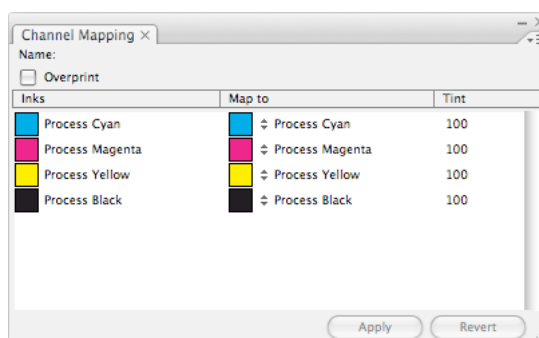 Channel Mapping ×
Name:
Overprint
Inks Map to Tint
Process Cyan Process Cyan 100
Process Magenta Process Magenta 100
Process Yellow Process Yellow 100
Process Black Process Black 100
Apply Revert